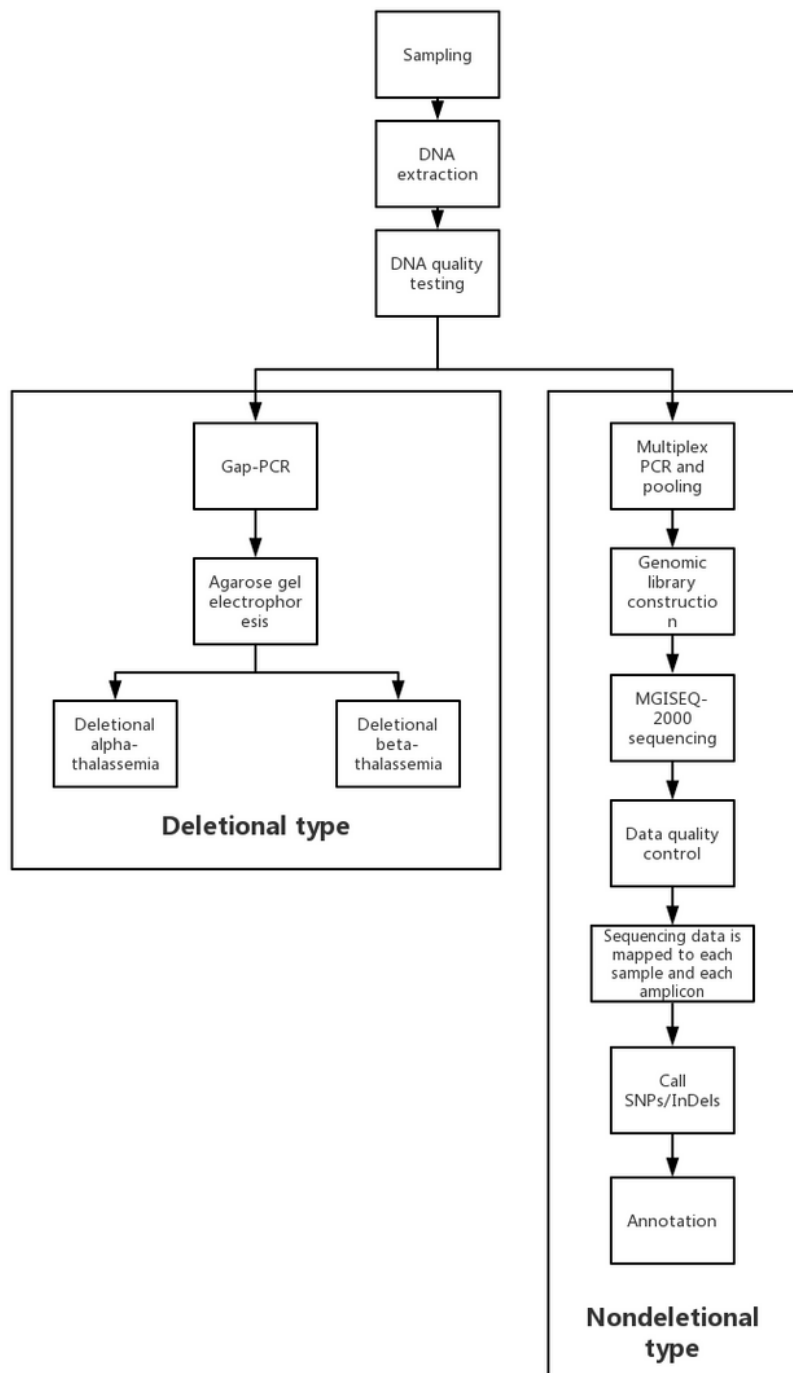 Sampling
DNA
extraction
DNA quality
testing
Gap-PCR
Agarose gel
electrophor
esis
Deletional
alpha-
thalassemia
Deletional
beta-
thalassemia
Deletional type
Multiplex
PCR and
pooling
Genomic
library
constructio
n
MGISEQ-
2000
sequencing
Data quality
control
Sequencing data is
mapped to each
sample and each
amplicon
Call
SNPs/InDels
Annotation
Nondeletional
type